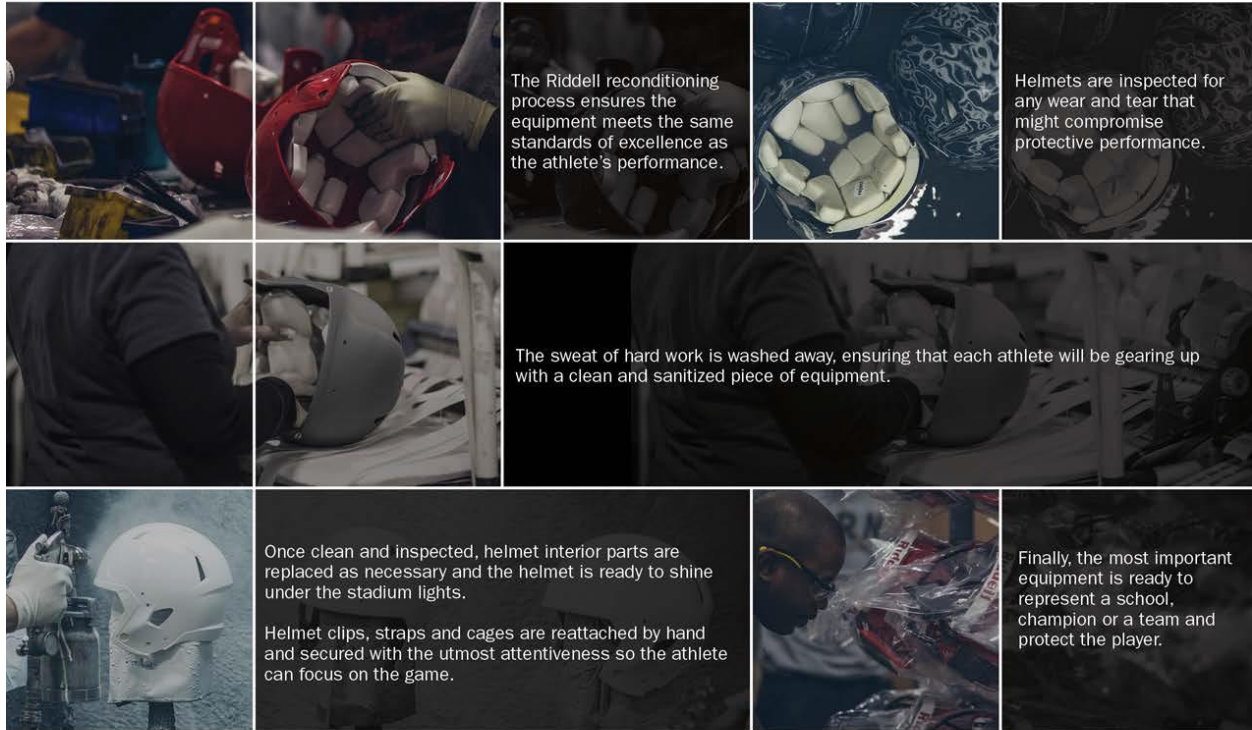 The Riddell reconditioning
process ensures the
equipment meets the same
standards of excellence as
the athlete's performance.
Helmets are inspected for
any wear and tear that
might compromise
protective performance.
The sweat of hard work is washed away, ensuring that each athlete will be gearing up
with a clean and sanitized piece of equipment.
Once clean and inspected, helmet interior parts are
replaced as necessary and the helmet is ready to shine
under the stadium lights.
Helmet clips, straps and cages are reattached by hand
and secured with the utmost attentiveness so the athlete
can focus on the game.
Finally, the most important
equipment is ready to
represent a school,
champion or a team and
protect the player.